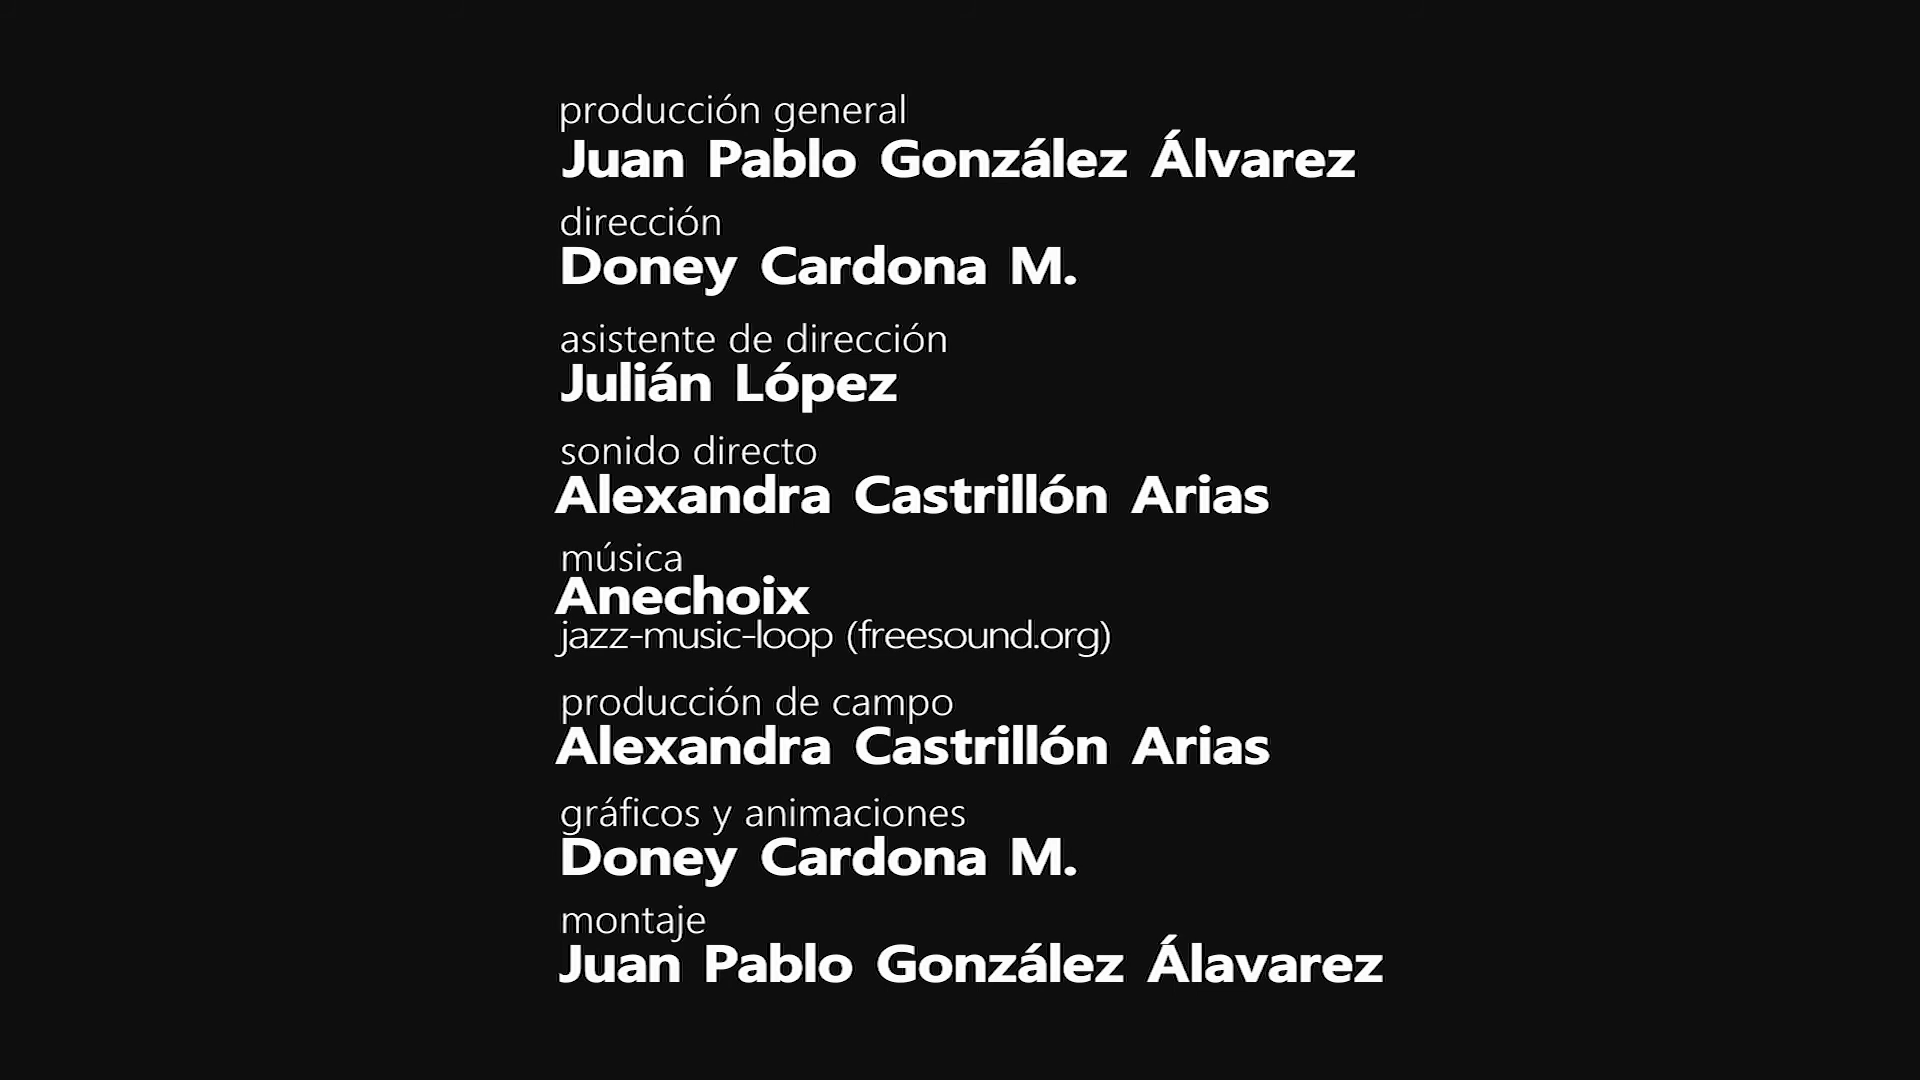 producción general
Juan Pablo González Álvarez
dirección
Doney Cardona M.
asistente de dirección
Julián López
sonido directo
Alexandra Castrillón Arias
música
Anechoix
jazz-music-loop (freesound.org)
producción de campo
Alexandra Castrillón Arias
gráficos y animaciones
Doney Cardona M.
montaje
Juan Pablo González Álavarez